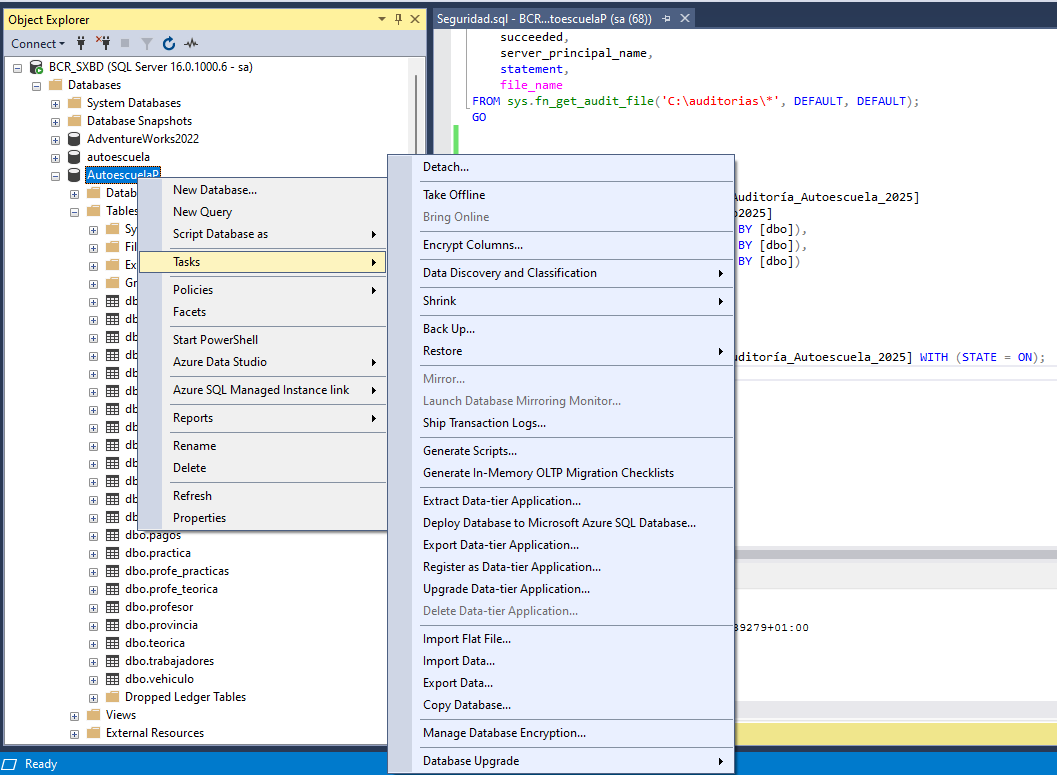 Object Explorer
Connect
BCR_SXBD (SQL Server 16.0.1000.6 - sa)
Databases
System Databases
Database Snapshots
AdventureWorks2022
autoescuela
AutoescuelaP
Datab
Tables
Sy
Fil
Ex
Gr
db
db
db
db
db
db
db
db
db
db
db
db
db
dbo.pagos
dbo.practica
dbo.profe_practicas
dbo.profe_teorica
dbo.profesor
dbo.provincia
dbo.teorica
dbo.trabajadores
dbo.vehiculo
Dropped Ledger Tables
Views
External Resources
New Database...
New Query
Script Database as
Tasks
Policies
Facets
Start PowerShell
Azure Data Studio
Azure SQL Managed Instance link
Reports
Rename
Delete
Refresh
Properties
Detach...
Take Offline
Bring Online
Encrypt Columns...
Data Discovery and Classification
Shrink
Back Up...
Restore
Mirror...
Launch Database Mirroring Monitor...
Ship Transaction Logs...
Generate Scripts...
Generate In-Memory OLTP Migration Checklists
Extract Data-tier Application...
Deploy Database to Microsoft Azure SQL Database...
Export Data-tier Application...
Register as Data-tier Application...
Upgrade Data-tier Application...
Delete Data-tier Application...
Import Flat File...
Import Data...
Export Data...
Copy Database...
Manage Database Encryption...
Database Upgrade
Seguridad.sql - BCR...toescuelaP (sa (68))
succeeded,
server_principal_name,
statement,
file_name
FROM sys.fn_get_audit_file('C:\auditorias\*', DEFAULT, DEFAULT);
GO
Auditoría_Autoescuela_2025]
o2025]
BY [dbo]),
BY [dbo]),
BY [dbo])
uditoría_Autoescuela_2025] WITH (STATE = ON);
39279+01:00
Ready